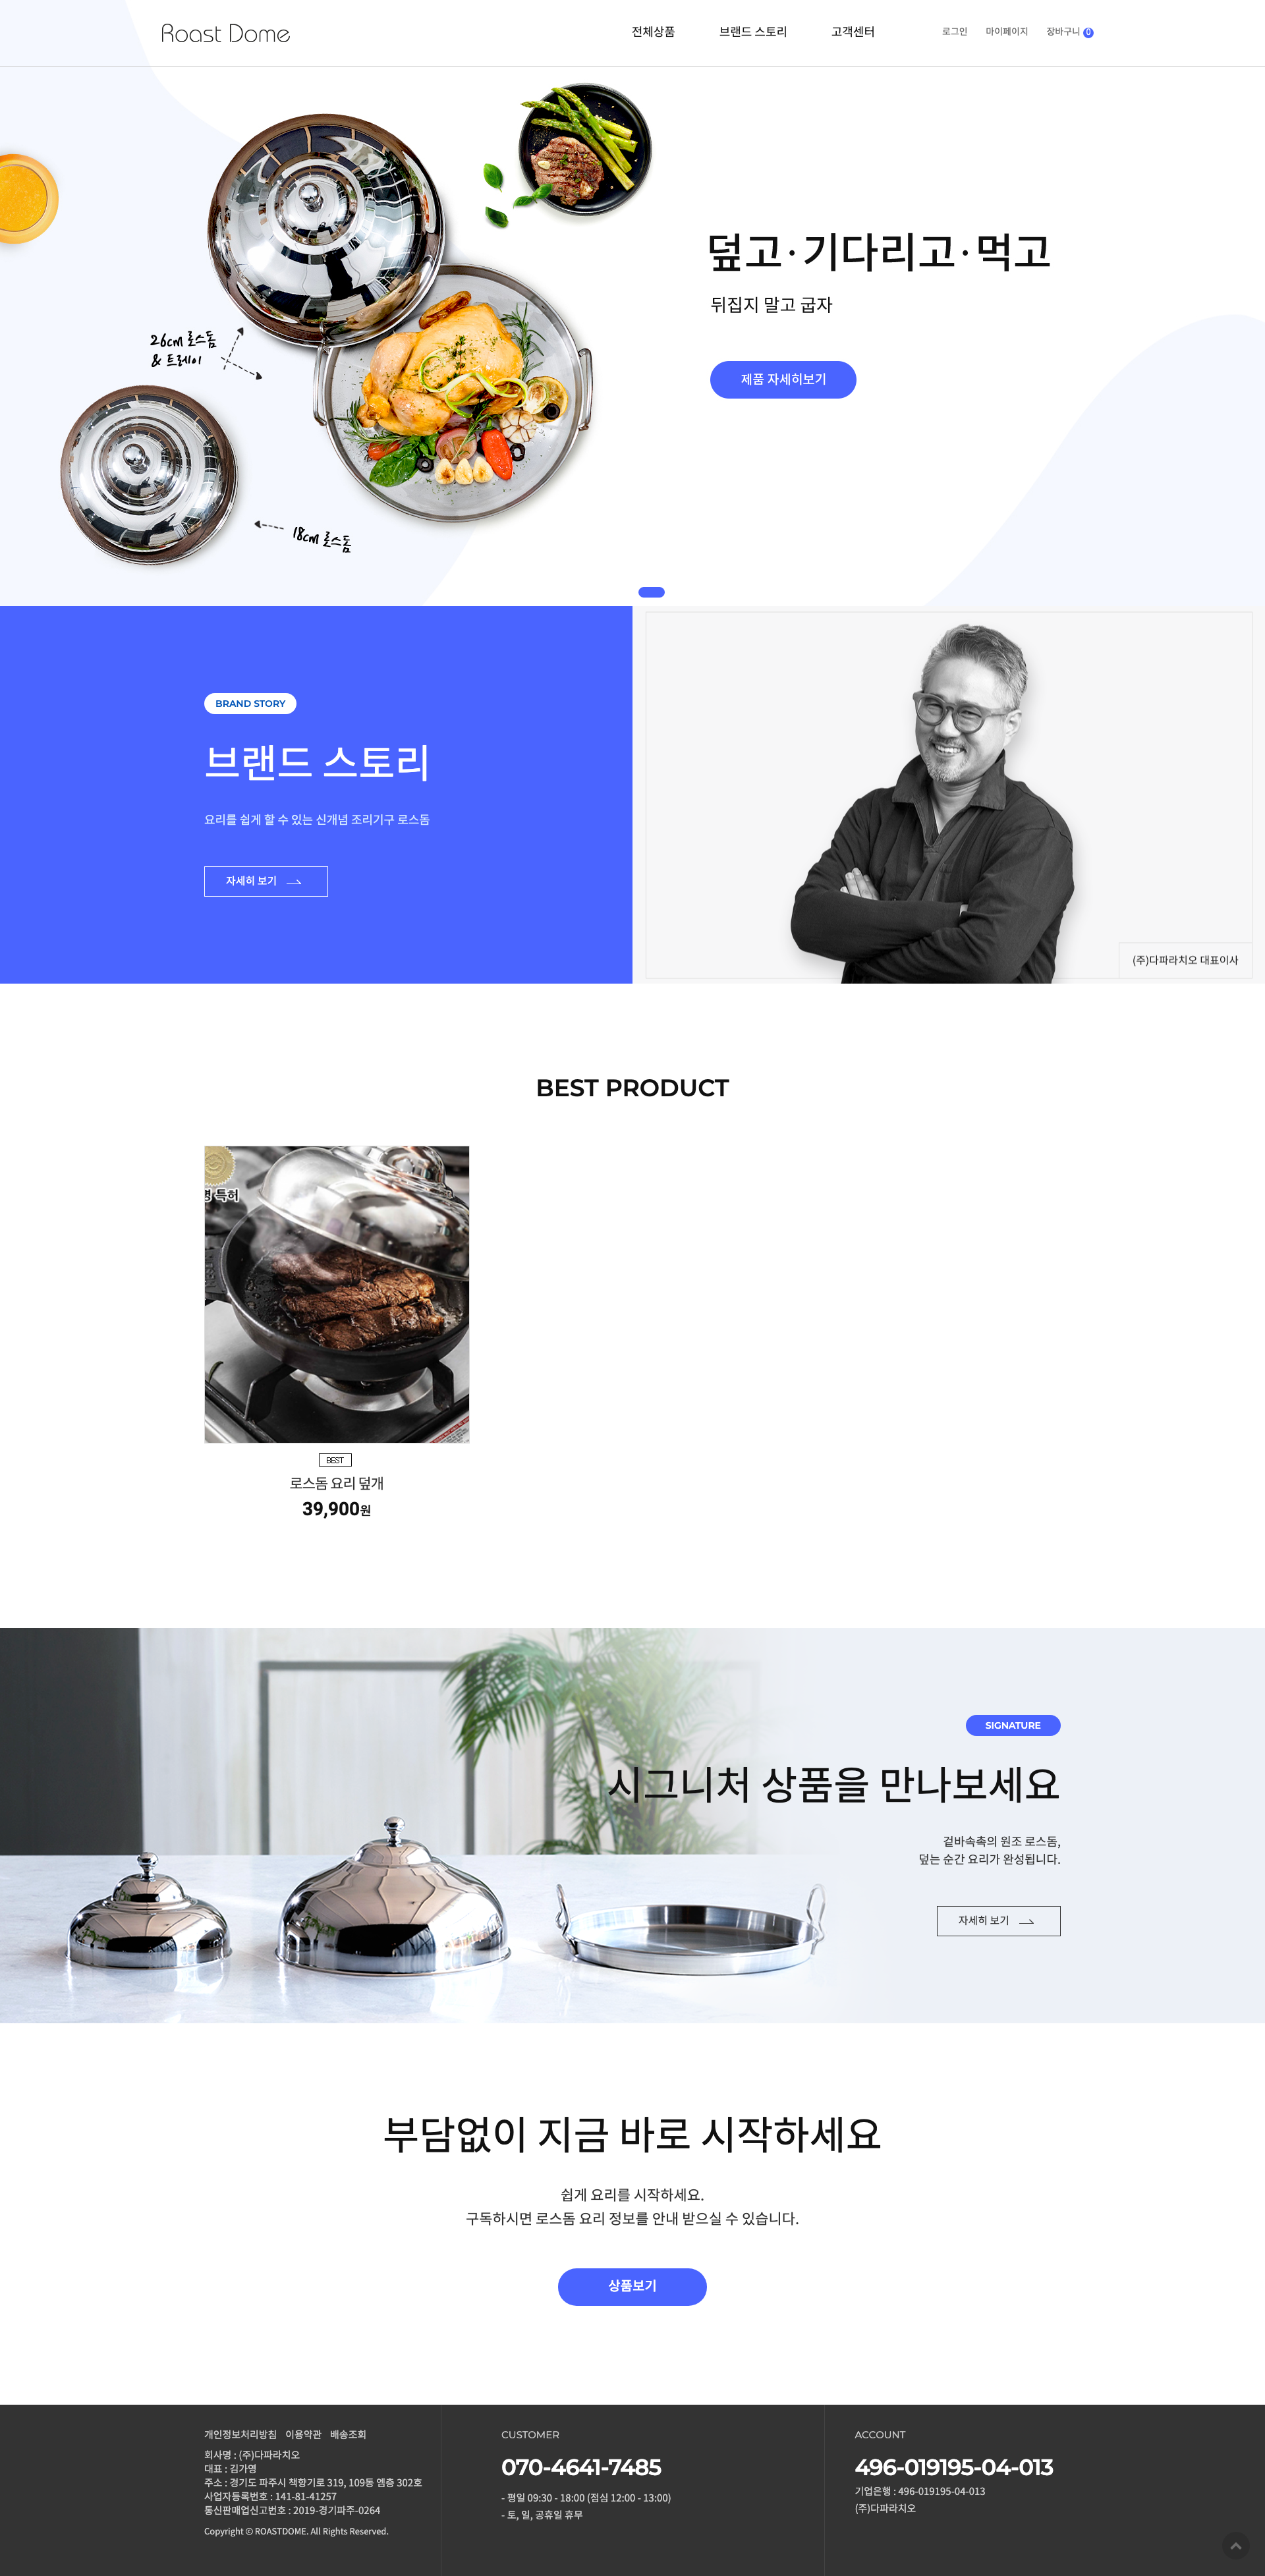 Roast Dome
전체상품 브랜드 스토리 고객센터 로그인 마이페이지 장바구니 0
덮고·기다리고·먹고
뒤집지 말고 굽자
제품 자세히보기
26cm 로스돔
& 트레이
18cm 로스돔
BRAND STORY
브랜드 스토리
요리를 쉽게 할 수 있는 신개념 조리기구 로스돔
자세히 보기
(주)다파라치오 대표이사
BEST PRODUCT
명 특허
BEST
로스돔 요리 덮개
39,900원
SIGNATURE
시그니처 상품을 만나보세요
겉바속촉의 원조 로스돔,
덮는 순간 요리가 완성됩니다.
자세히 보기
부담없이 지금 바로 시작하세요
쉽게 요리를 시작하세요.
구독하시면 로스돔 요리 정보를 안내 받으실 수 있습니다.
상품보기
개인정보처리방침 이용약관 배송조회
회사명 : (주)다파라치오
대표 : 김가영
주소 : 경기도 파주시 책향기로 319, 109동 엠층 302호
사업자등록번호 : 141-81-41257
통신판매업신고번호 : 2019-경기파주-0264
Copyright © ROASTDOME. All Rights Reserved.
CUSTOMER
070-4641-7485
- 평일 09:30 - 18:00 (점심 12:00 - 13:00)
- 토, 일, 공휴일 휴무
ACCOUNT
496-019195-04-013
기업은행 : 496-019195-04-013
(주)다파라치오